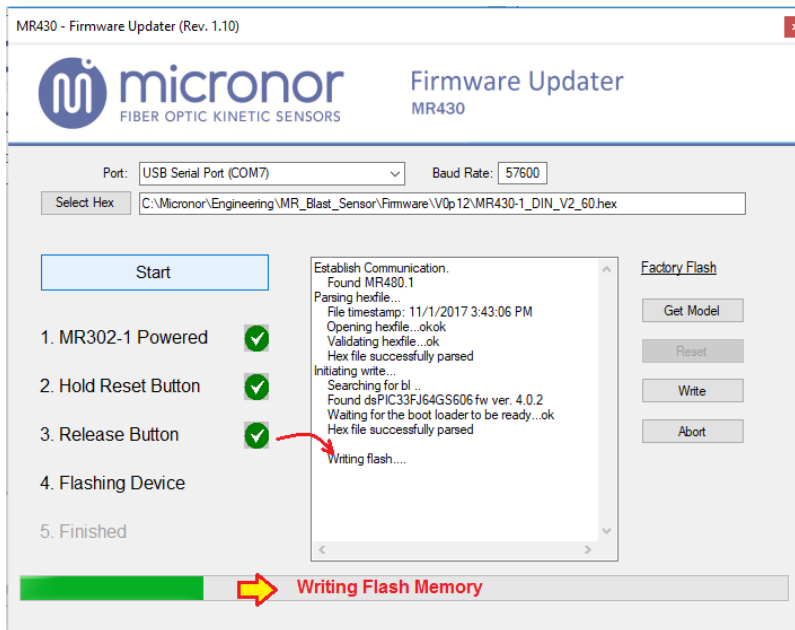 MR430 - Firmware Updater (Rev. 1.10)
micronor
FIBER OPTIC KINETIC SENSORS
Firmware Updater
MR430
Port: USB Serial Port (COM7) Baud Rate: 57600
Select Hex C:\Micronor\Engineering\MR_Blast_Sensor\Firmware\V0p12\MR430-1_DIN_V2_60.hex
Start
1. MR302-1 Powered
2. Hold Reset Button
3. Release Button
4. Flashing Device
5. Finished
Establish Communication.
Found MR480.1
Parsing hexfile...
File timestamp: 11/1/2017 3:43:06 PM
Opening hexfile...okok
Validating hexfile...ok
Hex file successfully parsed
Initiating write...
Searching for bl ..
Found dsPIC33FJ64GS606 fw ver. 4.0.2
Waiting for the boot loader to be ready...ok
Hex file successfully parsed
Writing flash....
Factory Flash
Get Model
Reset
Write
Abort
Writing Flash Memory